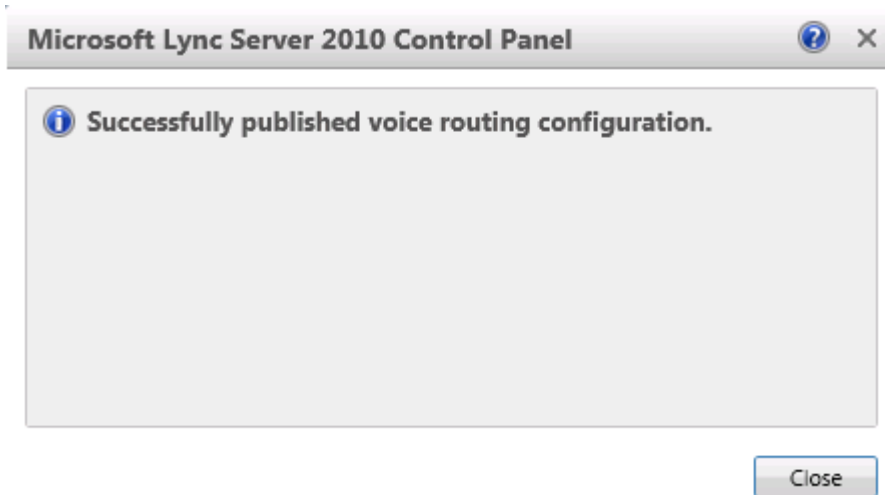 Microsoft Lync Server 2010 Control Panel
Successfully published voice routing configuration.
Close